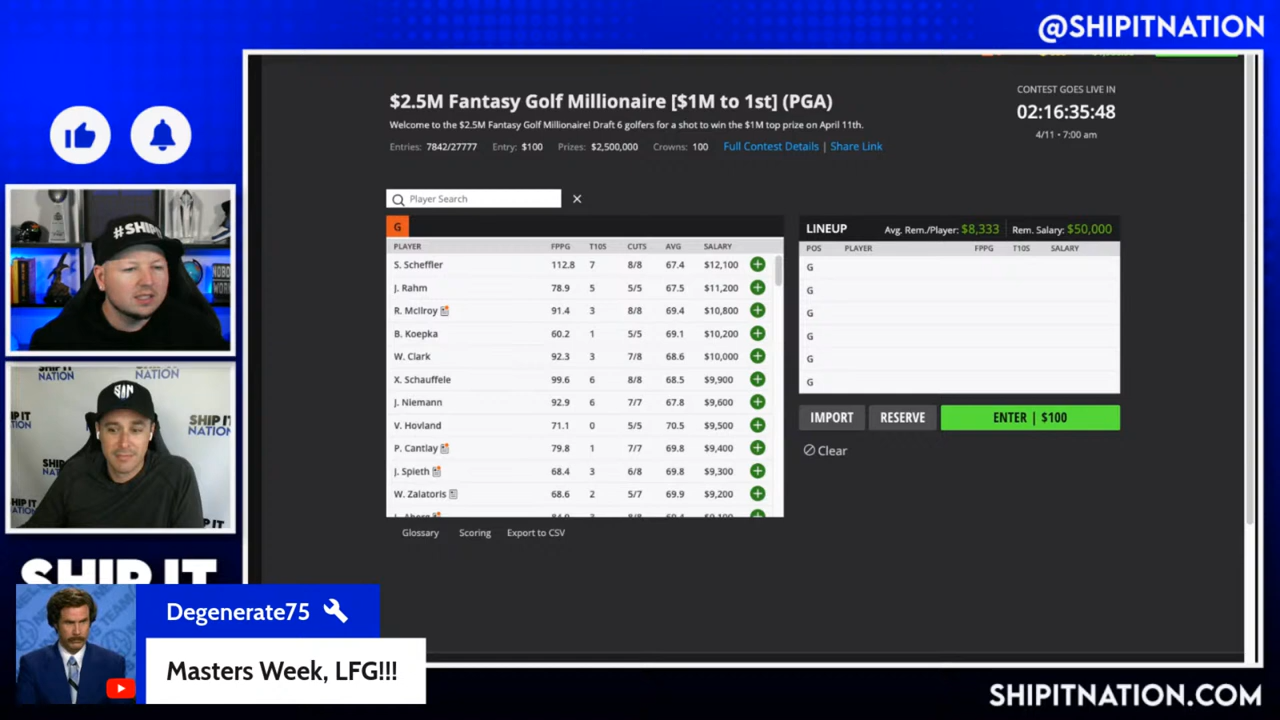 @SHIPITNATION
$2.5M Fantasy Golf Millionaire [$1M to 1st] (PGA)
Welcome to the $2.5M Fantasy Golf Millionaire! Draft 6 golfers for a shot to win the $1M top prize on April 11th.
Entries: 7842/27777 Entry: $100 Prizes: $2,500,000 Crowns: 100 Full Contest Details | Share Link
CONTEST GOES LIVE IN
02:16:35:48
4/11 • 7:00 am
Player Search
G
PLAYER FPPG T10S CUTS AVG SALARY
S. Scheffler 112.8 7 8/8 67.4 $12,100
J. Rahm 78.9 5 5/5 67.5 $11,200
R. McIlroy 91.4 3 8/8 69.4 $10,800
B. Koepka 60.2 1 5/5 69.1 $10,200
W. Clark 92.3 3 7/8 68.6 $10,000
X. Schauffele 99.6 6 8/8 68.5 $9,900
J. Niemann 92.9 6 7/7 67.8 $9,600
V. Hovland 71.1 0 5/5 70.5 $9,500
P. Cantlay 79.8 1 7/7 69.8 $9,400
J. Spieth 68.4 3 6/8 69.8 $9,300
W. Zalatoris 68.6 2 5/7 69.9 $9,200
Glossary Scoring Export to CSV
LINEUP Avg. Rem./Player: $8,333 Rem. Salary: $50,000
POS PLAYER FPPG T10S SALARY
G
G
G
G
G
G
IMPORT RESERVE ENTER | $100
Clear
#SHIP
SHIP IT
NATION
NATION
SHIP IT
NATION
SHIP IT
Degenerate75
Masters Week, LFG!!!
SHIPITNATION.COM